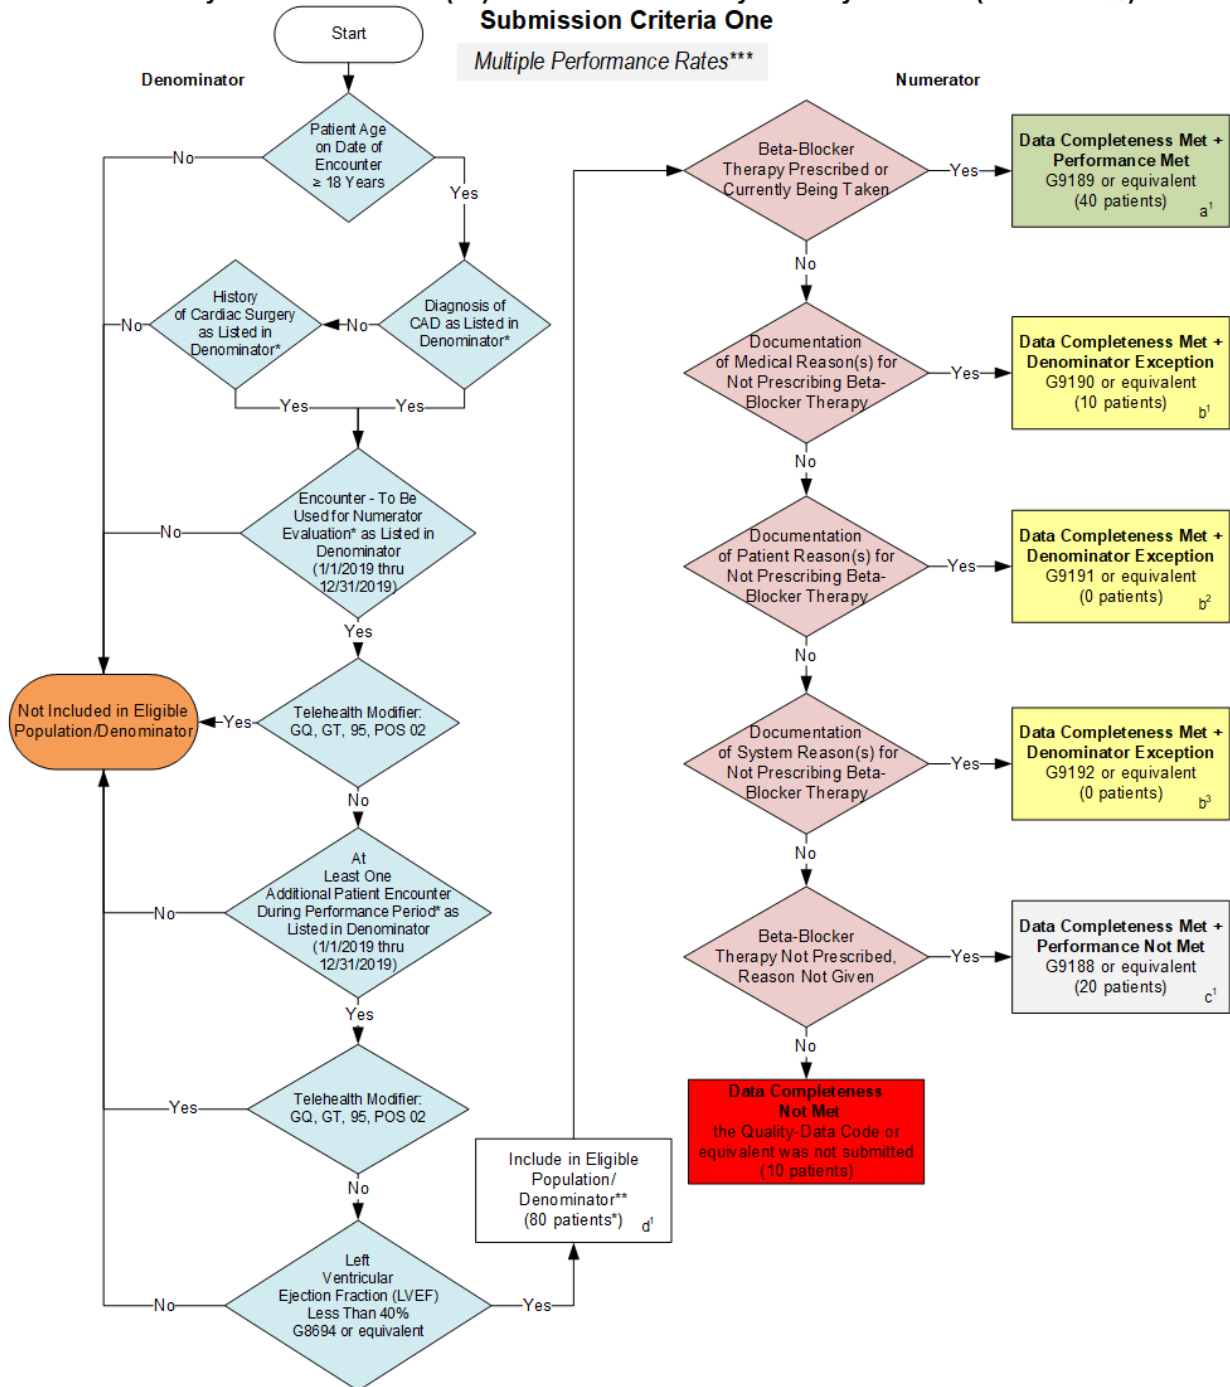 Submission Criteria One
Multiple Performance Rates***
Start
Denominator
Numerator
Patient Age
on Date of
Encounter
≥ 18 Years
No
Yes
History
of Cardiac Surgery
as Listed in
Denominator*
No
No
Diagnosis of
CAD as Listed in
Denominator*
Yes
Yes
Encounter - To Be
Used for Numerator
Evaluation* as Listed in
Denominator
(1/1/2019 thru
12/31/2019)
No
Yes
Not Included in Eligible
Population/Denominator
Yes
Telehealth Modifier:
GQ, GT, 95, POS 02
No
At
Least One
Additional Patient Encounter
During Performance Period* as
Listed in Denominator
(1/1/2019 thru
12/31/2019)
No
Yes
Telehealth Modifier:
GQ, GT, 95, POS 02
Yes
No
Left
Ventricular
Ejection Fraction (LVEF)
Less Than 40%
G8694 or equivalent
No
Yes
Include in Eligible
Population/
Denominator**
(80 patients*)
d¹
Beta-Blocker
Therapy Prescribed or
Currently Being Taken
Yes
Data Completeness Met +
Performance Met
G9189 or equivalent
(40 patients)
a¹
No
Documentation
of Medical Reason(s) for
Not Prescribing Beta-
Blocker Therapy
Yes
Data Completeness Met +
Denominator Exception
G9190 or equivalent
(10 patients)
b¹
No
Documentation
of Patient Reason(s) for
Not Prescribing Beta-
Blocker Therapy
Yes
Data Completeness Met +
Denominator Exception
G9191 or equivalent
(0 patients)
b²
No
Documentation
of System Reason(s) for
Not Prescribing Beta-
Blocker Therapy
Yes
Data Completeness Met +
Denominator Exception
G9192 or equivalent
(0 patients)
b³
No
Beta-Blocker
Therapy Not Prescribed,
Reason Not Given
Yes
Data Completeness Met +
Performance Not Met
G9188 or equivalent
(20 patients)
c¹
No
Data Completeness
Not Met
the Quality-Data Code or
equivalent was not submitted
(10 patients)